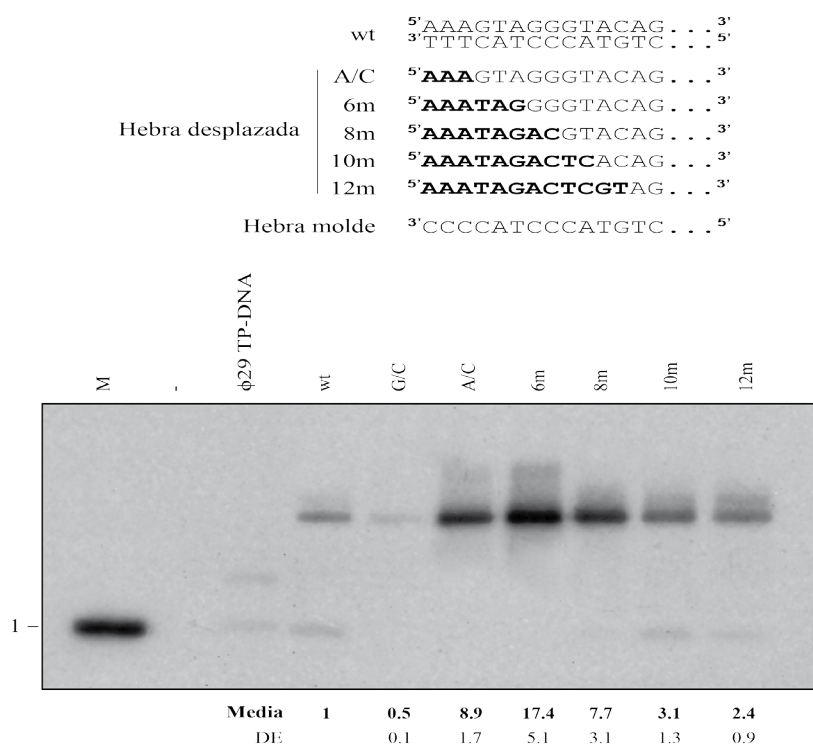 wt 5'AAAGTAGGGTACAG...3'
3'TTTCATCCCATGTC...5'
Hebra desplazada
A/C 5'AAAGTAGGGTACAG...3'
6m 5'AAATAGGGGTACAG...3'
8m 5'AAATAGACGTACAG...3'
10m 5'AAATAGACTCACAG...3'
12m 5'AAATAGACTCGTAG...3'
Hebra molde 3'CCCCATCCCATGTC...5'
M - ϕ29 TP-DNA wt G/C A/C 6m 8m 10m 12m
1 –
Media 1 0.5 8.9 17.4 7.7 3.1 2.4
DE 0.1 1.7 5.1 3.1 1.3 0.9